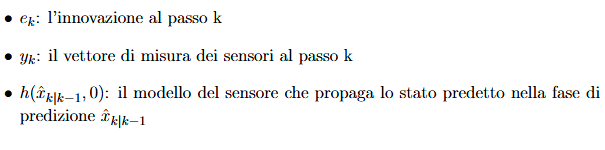 • e_k: l'innovazione al passo k
• y_k: il vettore di misura dei sensori al passo k
• h(x̂_{k|k−1}, 0): il modello del sensore che propaga lo stato predetto nella fase di
predizione x̂_{k|k−1}